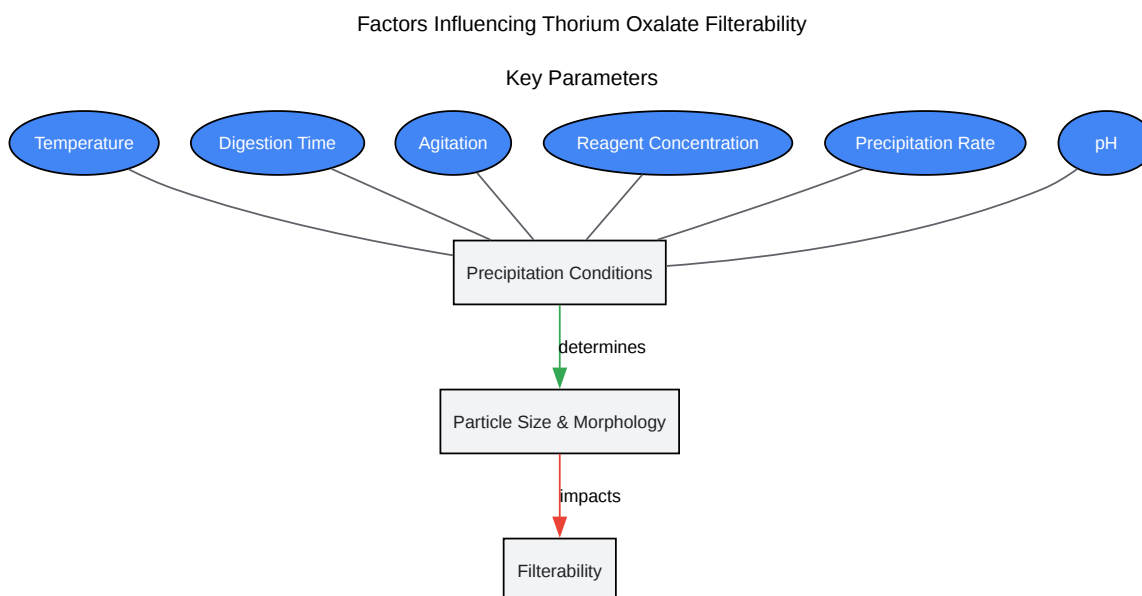 Factors Influencing Thorium Oxalate Filterability
Key Parameters
Temperature
Digestion Time
Agitation
Reagent Concentration
Precipitation Rate
pH
Precipitation Conditions
determines
Particle Size & Morphology
impacts
Filterability